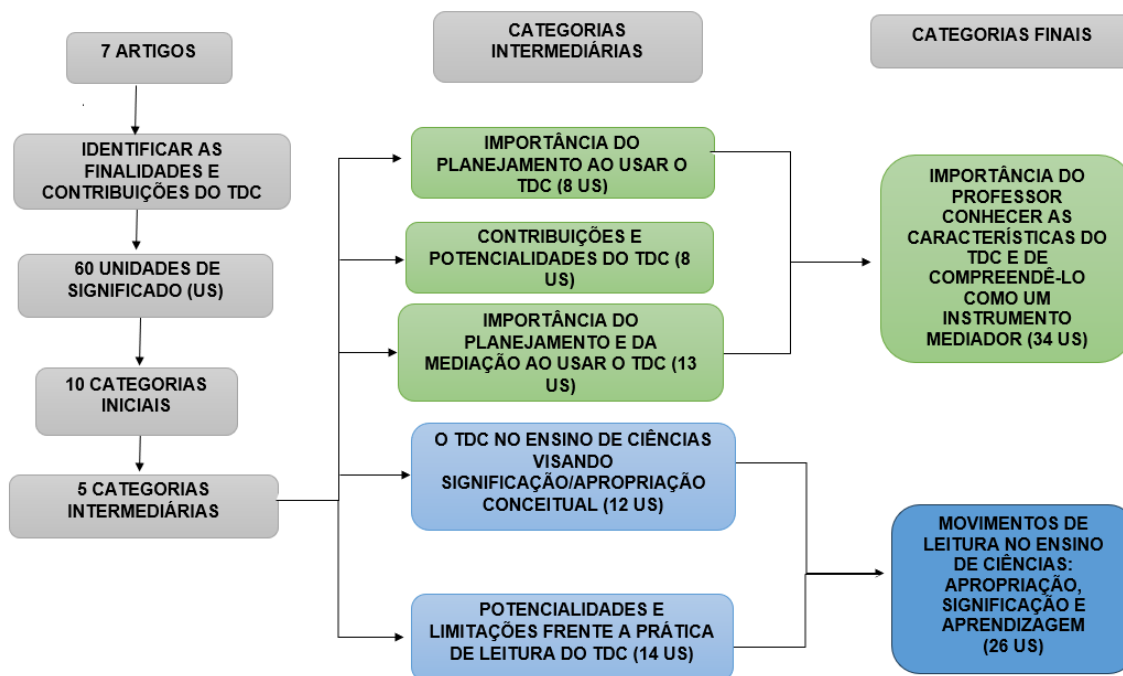 7 ARTIGOS
IDENTIFICAR AS
FINALIDADES E
CONTRIBUIÇÕES DO TDC
60 UNIDADES DE
SIGNIFICADO (US)
10 CATEGORIAS
INICIAIS
5 CATEGORIAS
INTERMEDIÁRIAS
CATEGORIAS
INTERMEDIÁRIAS
IMPORTÂNCIA DO
PLANEJAMENTO AO USAR O
TDC (8 US)
CONTRIBUIÇÕES E
POTENCIALIDADES DO TDC (8
US)
IMPORTÂNCIA DO
PLANEJAMENTO E DA
MEDIAÇÃO AO USAR O TDC (13
US)
O TDC NO ENSINO DE CIÊNCIAS
VISANDO
SIGNIFICAÇÃO/APROPRIAÇÃO
CONCEITUAL (12 US)
POTENCIALIDADES E
LIMITAÇÕES FRENTE A PRÁTICA
DE LEITURA DO TDC (14 US)
CATEGORIAS FINAIS
IMPORTÂNCIA DO
PROFESSOR
CONHECER AS
CARACTERÍSTICAS DO
TDC E DE
COMPREENDÊ-LO
COMO UM
INSTRUMENTO
MEDIADOR (34 US)
MOVIMENTOS DE
LEITURA NO ENSINO
DE CIÊNCIAS:
APROPRIAÇÃO,
SIGNIFICAÇÃO E
APRENDIZAGEM
(26 US)